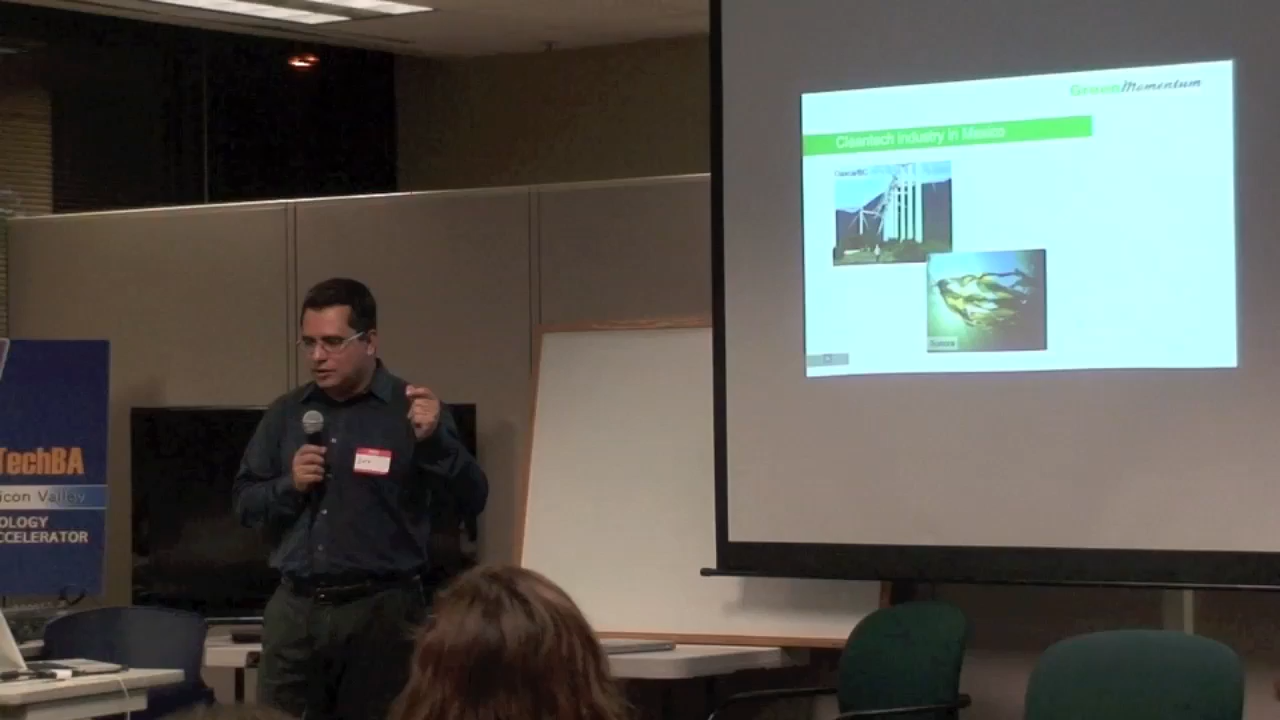 GreenMomentum
Cleantech Industry in Mexico
TechBA
icon Valley
OLOGY
CCELERATOR